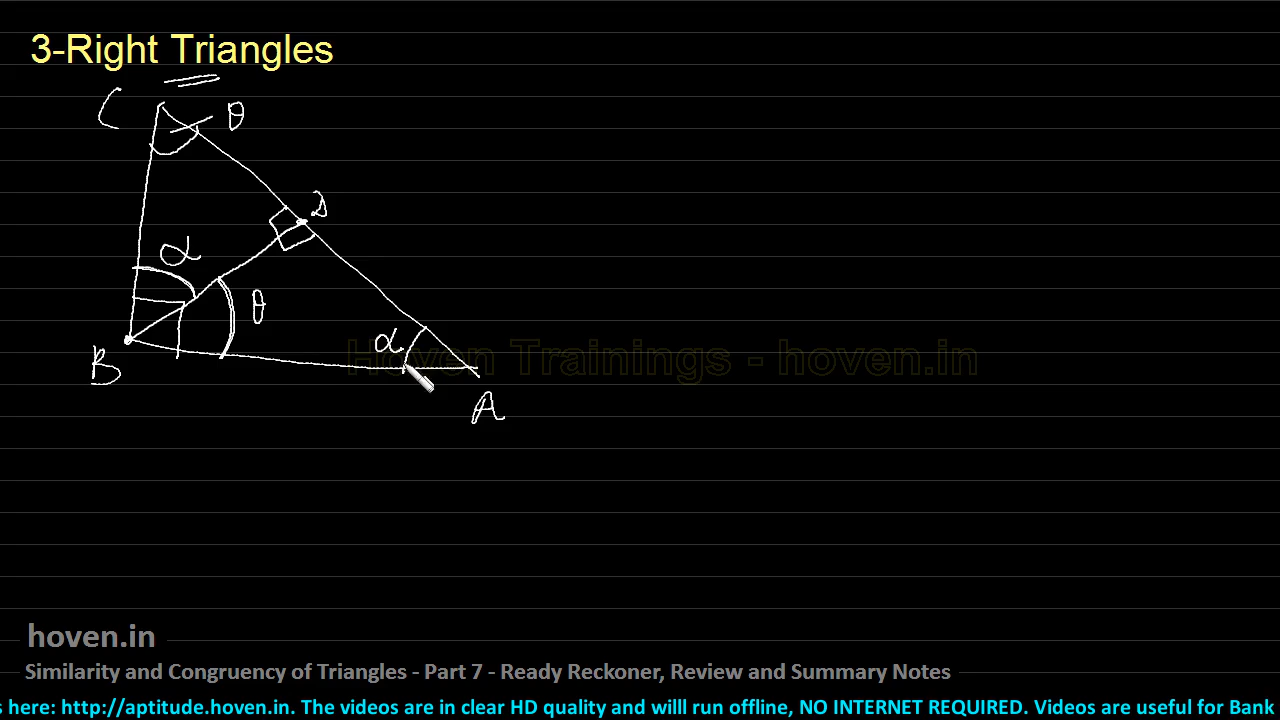 3-Right Triangles
C θ
D
α
θ
α
B
A
Hoven Trainings - hoven.in
hoven.in
Similarity and Congruency of Triangles - Part 7 - Ready Reckoner, Review and Summary Notes
s here: http://aptitude.hoven.in. The videos are in clear HD quality and willl run offline, NO INTERNET REQUIRED. Videos are useful for Bank